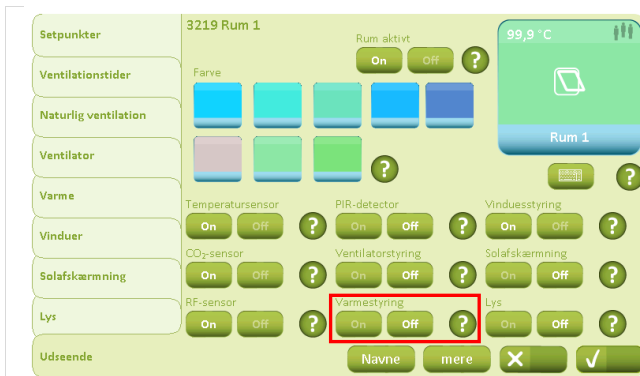 Setpunkter
Ventilationstider
Naturlig ventilation
Ventilator
Varme
Vinduer
Solafskærmning
Lys
Udseende
3219 Rum 1
Rum aktivt
On Off ?
Farve
?
99,9 °C
Rum 1
?
Temperatursensor PIR-detector Vinduesstyring
On Off ? On Off ? On Off ?
CO₂-sensor Ventilatorstyring Solafskærmning
On Off ? On Off ? On Off ?
RF-sensor Varmestyring Lys
On Off ? On Off ? On Off ?
Navne mere